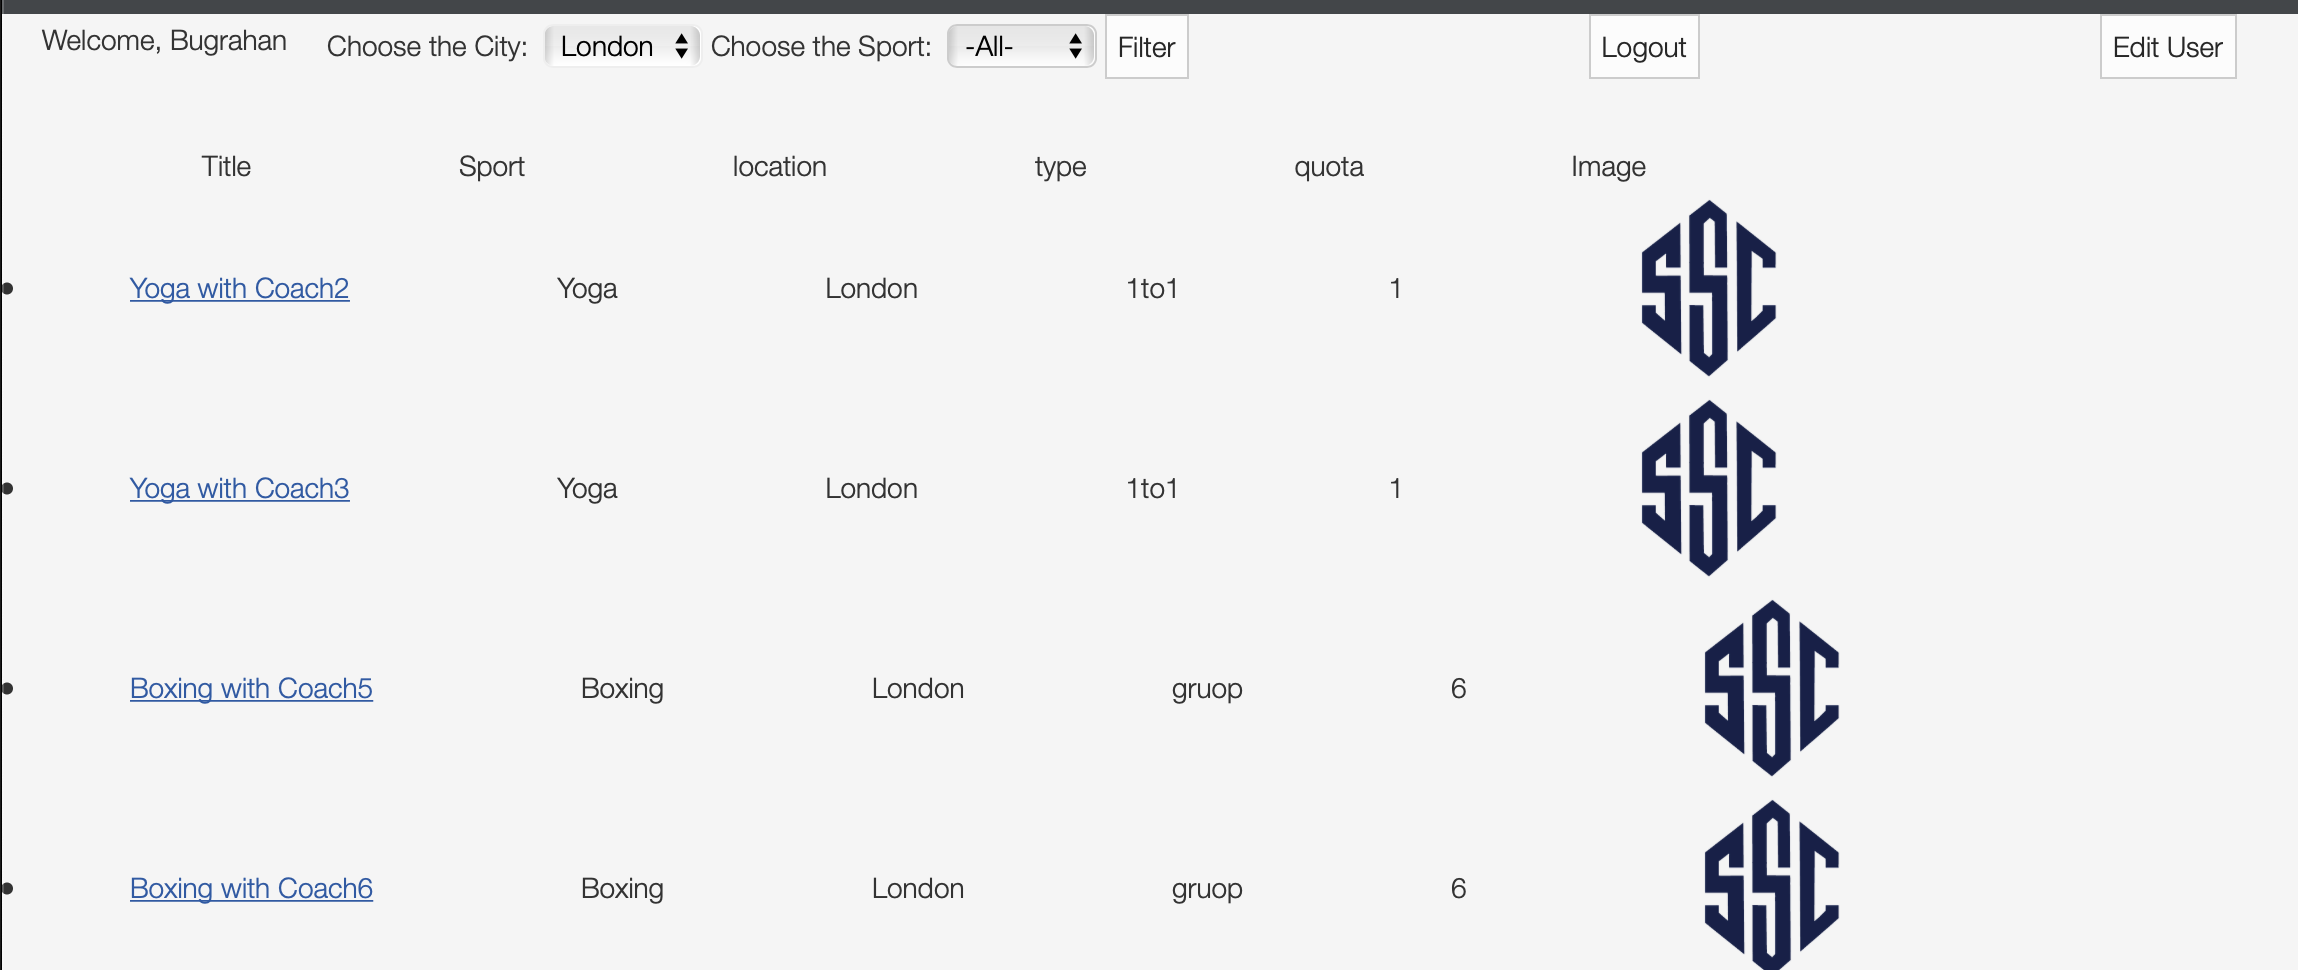 Welcome, Bugrahan Choose the City: London Choose the Sport: -All- Filter Logout Edit User
Title Sport location type quota Image
Yoga with Coach2 Yoga London 1to1 1 SSC
Yoga with Coach3 Yoga London 1to1 1 SSC
Boxing with Coach5 Boxing London gruop 6 SSC
Boxing with Coach6 Boxing London gruop 6 SSC